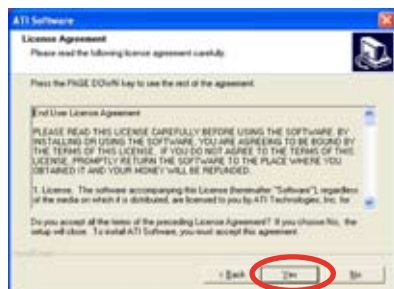 ATI Software
License Agreement
Please read the following license agreement carefully.
Press the PAGE DOWN key to see the rest of the agreement.
End User License Agreement
PLEASE READ THIS LICENSE CAREFULLY BEFORE USING THE SOFTWARE. BY
INSTALLING OR USING THE SOFTWARE, YOU ARE AGREEING TO BE BOUND BY
THE TERMS OF THIS LICENSE. IF YOU DO NOT AGREE TO THE TERMS OF THIS
LICENSE, PROMPTLY RETURN THE SOFTWARE TO THE PLACE WHERE YOU
OBTAINED IT AND YOUR MONEY WILL BE REFUNDED.
1. License. The software accompanying this License (hereinafter "Software"), regardless
of the media on which it is distributed, are licensed to you by ATI Technologies, Inc. for
Do you accept all the terms of the preceding License Agreement? If you choose No, the
setup will close. To install ATI Software, you must accept this agreement.
< Back
Yes
No